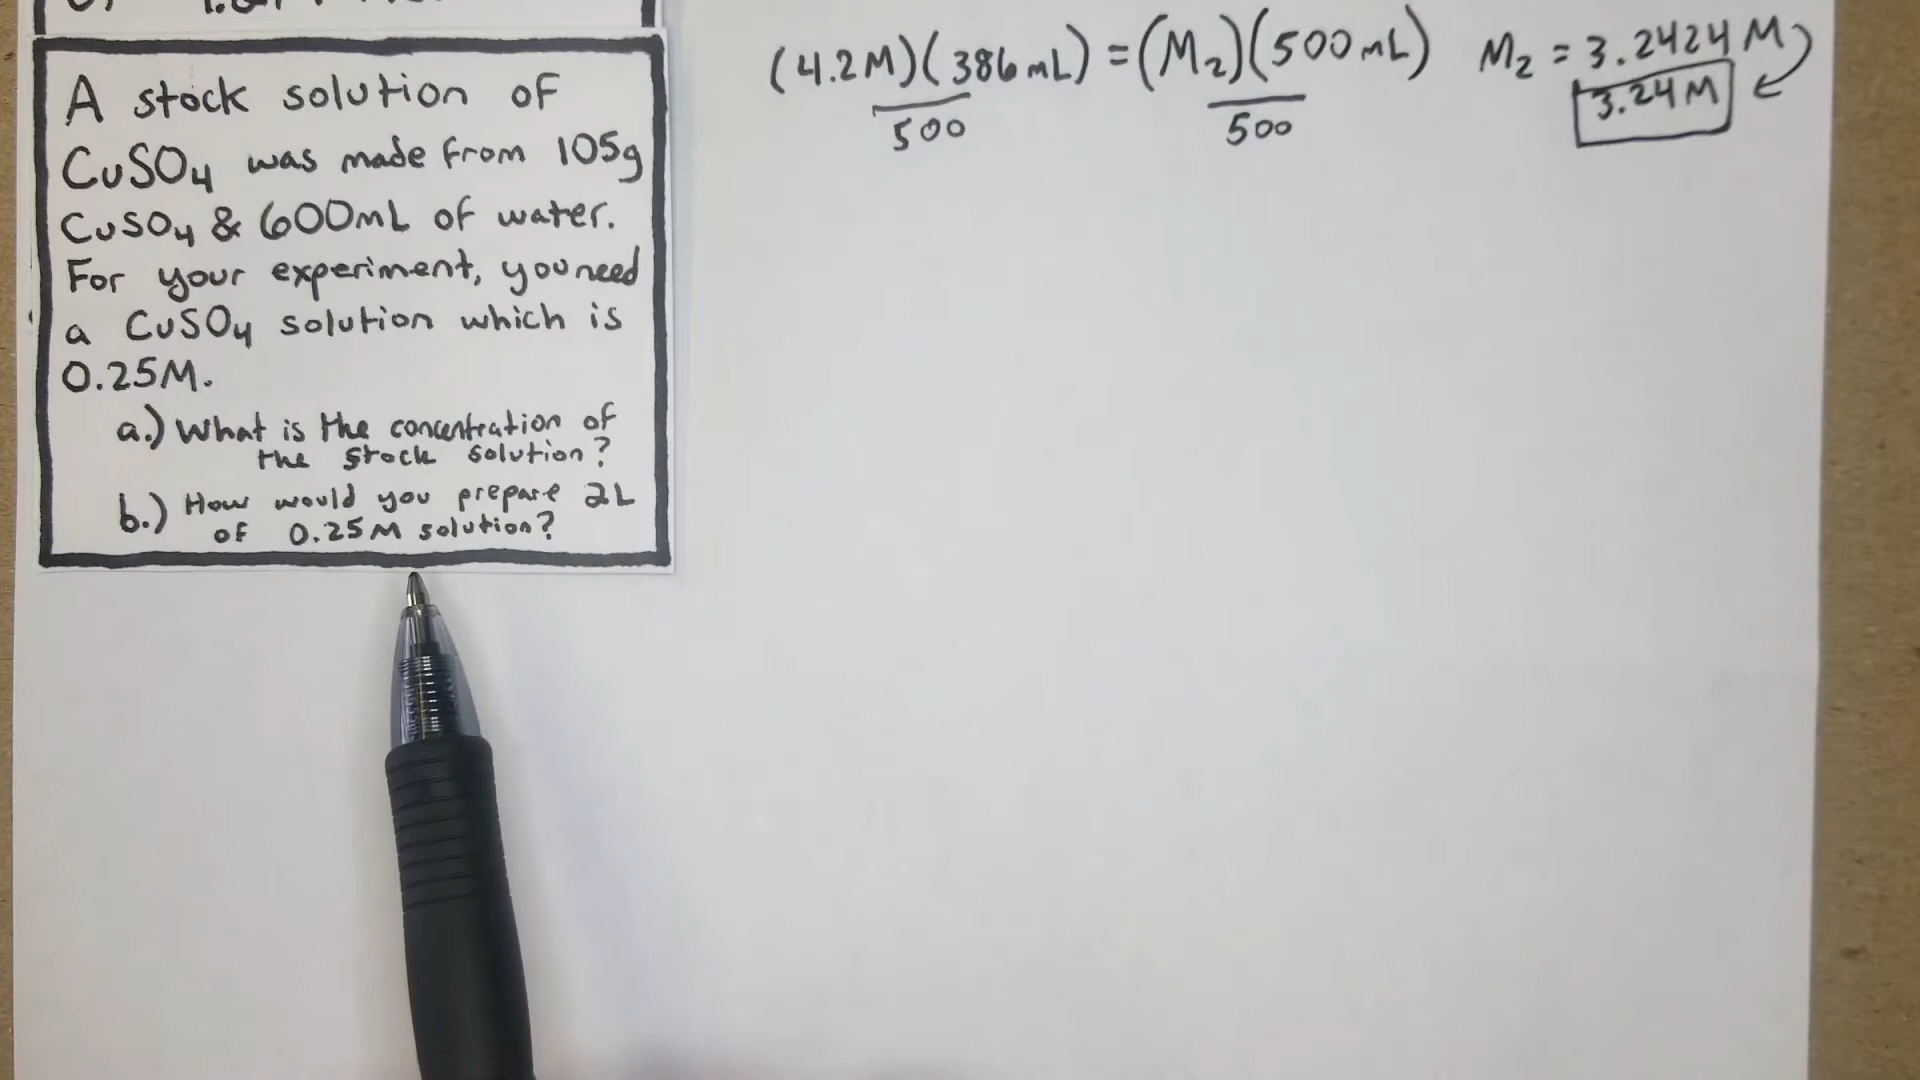 A stock solution of
CuSO4 was made from 105g
CuSO4 & 600mL of water.
For your experiment, you need
a CuSO4 solution which is
0.25M.
a.) What is the concentration of
the stock solution?
b.) How would you prepare 2L
of 0.25M solution?
(4.2M)(386mL) = (M2)(500mL) M2 = 3.2424M
500 500 3.24M